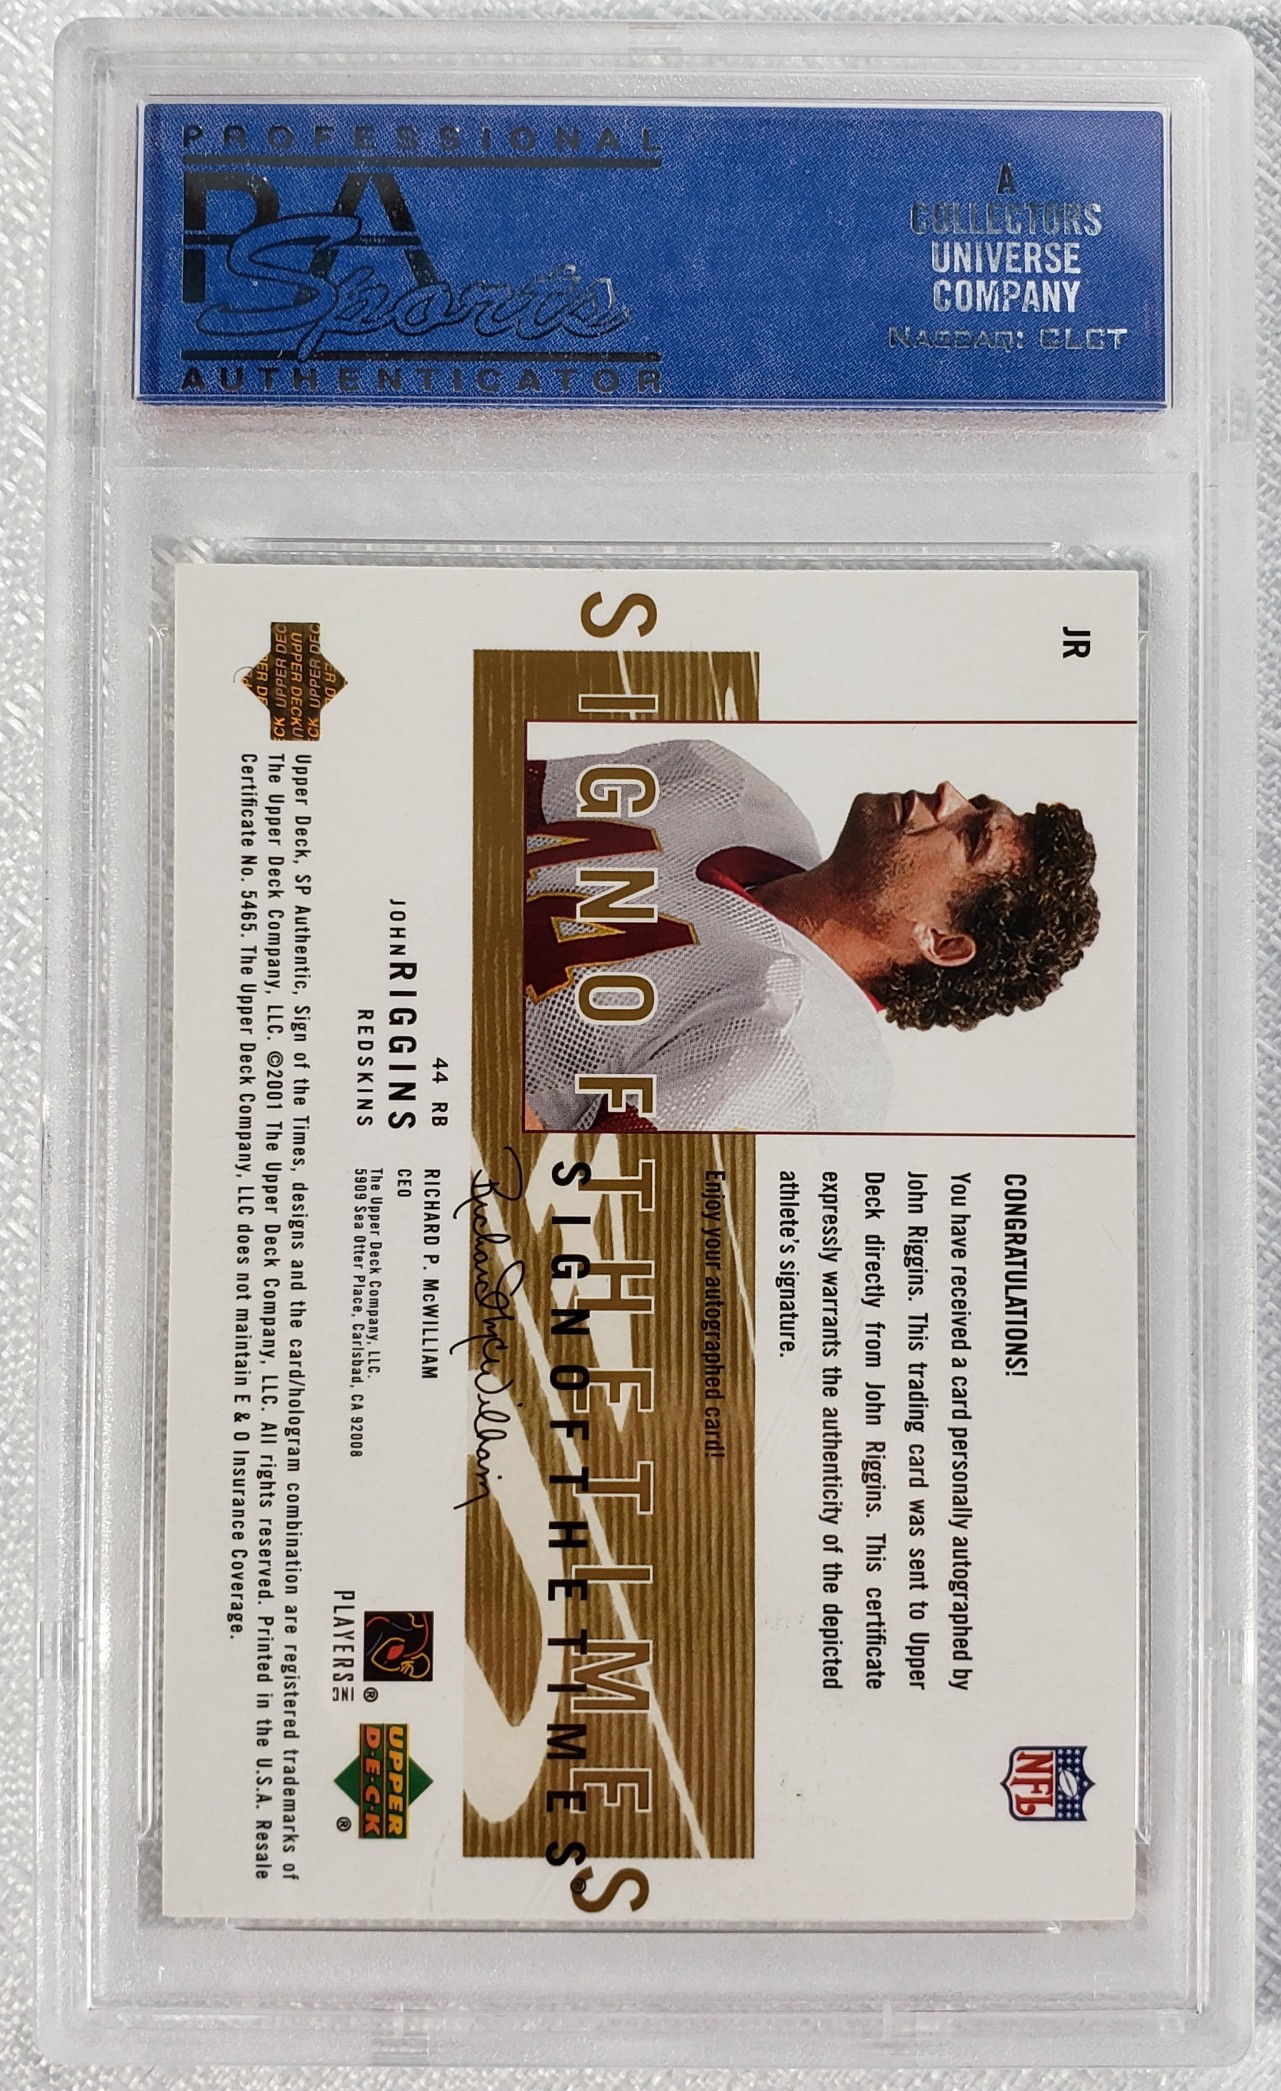 PROFESSIONAL
PSA
Sports
AUTHENTICATOR
A
COLLECTORS
UNIVERSE
COMPANY
NASDAQ: CLCT
JR
CONGRATULATIONS!
You have received a card personally autographed by
John Riggins. This trading card was sent to Upper
Deck directly from John Riggins. This certificate
expressly warrants the authenticity of the depicted
athlete's signature.
Enjoy your autographed card!
SIGN OF THE TIMES
44
SIGN OF THE TIMES®
Richard P. McWilliam
44 RB
JOHN RIGGINS
REDSKINS
RICHARD P. McWILLIAM
CEO
The Upper Deck Company, LLC.
5909 Sea Otter Place, Carlsbad, CA 92008
PLAYERS INC
®
UPPER
DECK
®
NFL
UPPER DECK
Upper Deck, SP Authentic, Sign of the Times, designs and the card/hologram combination are registered trademarks of
The Upper Deck Company, LLC. ©2001 The Upper Deck Company, LLC. All rights reserved. Printed in the U.S.A. Resale
Certificate No. 5465. The Upper Deck Company, LLC does not maintain E & O Insurance Coverage.